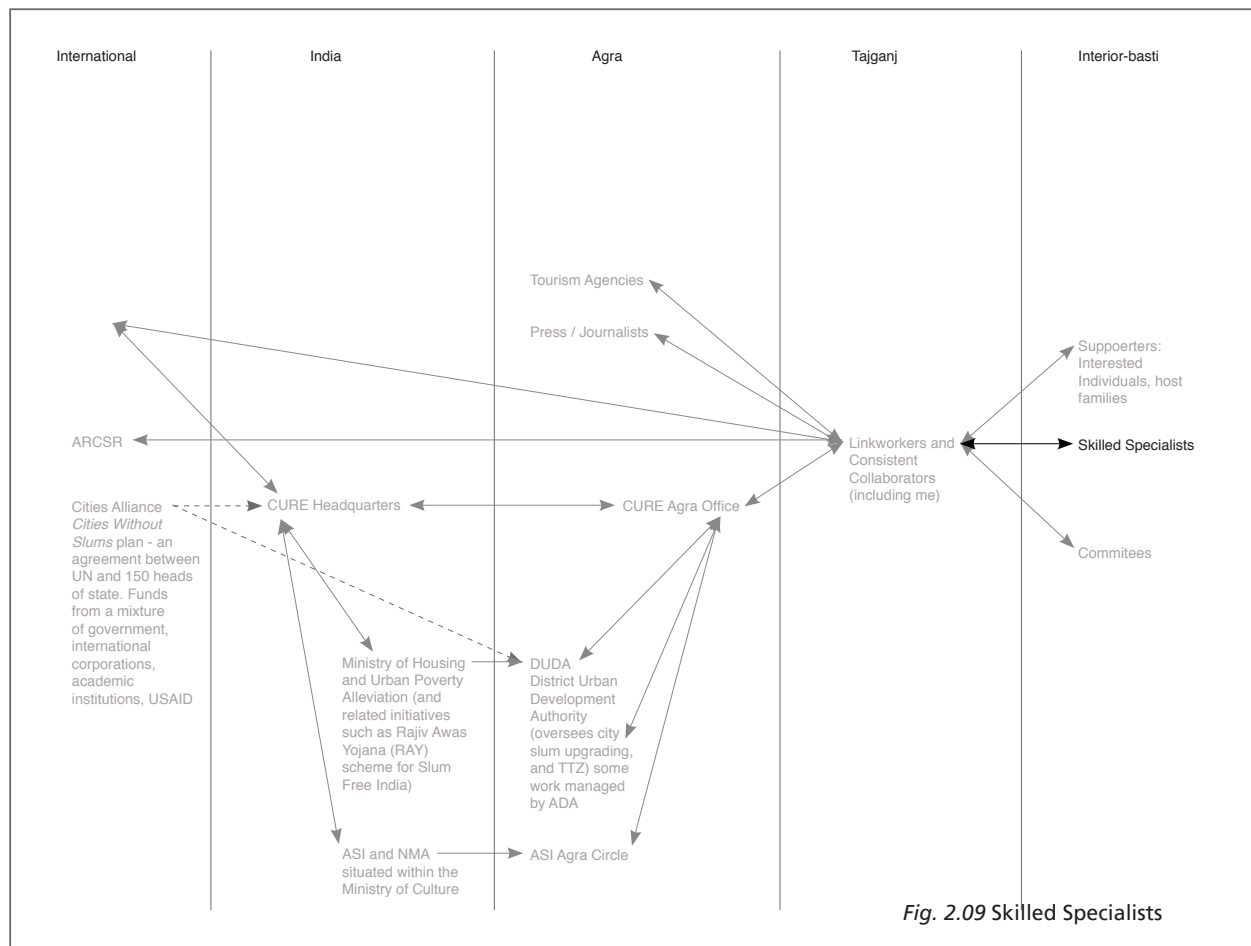 International
India
Agra
Tajganj
Interior-basti
Tourism Agencies
Press / Journalists
Suppoerters:
Interested
Individuals, host
families
ARCSR
Linkworkers and
Consistent
Collaborators
(including me)
Skilled Specialists
Cities Alliance
Cities Without
Slums plan - an
agreement between
UN and 150 heads
of state. Funds
from a mixture
of government,
international
corporations,
academic
institutions, USAID
CURE Headquarters
CURE Agra Office
Commitees
Ministry of Housing
and Urban Poverty
Alleviation (and
related initiatives
such as Rajiv Awas
Yojana (RAY)
scheme for Slum
Free India)
DUDA
District Urban
Development
Authority
(oversees city
slum upgrading,
and TTZ) some
work managed
by ADA
ASI and NMA
situated within the
Ministry of Culture
ASI Agra Circle
Fig. 2.09 Skilled Specialists